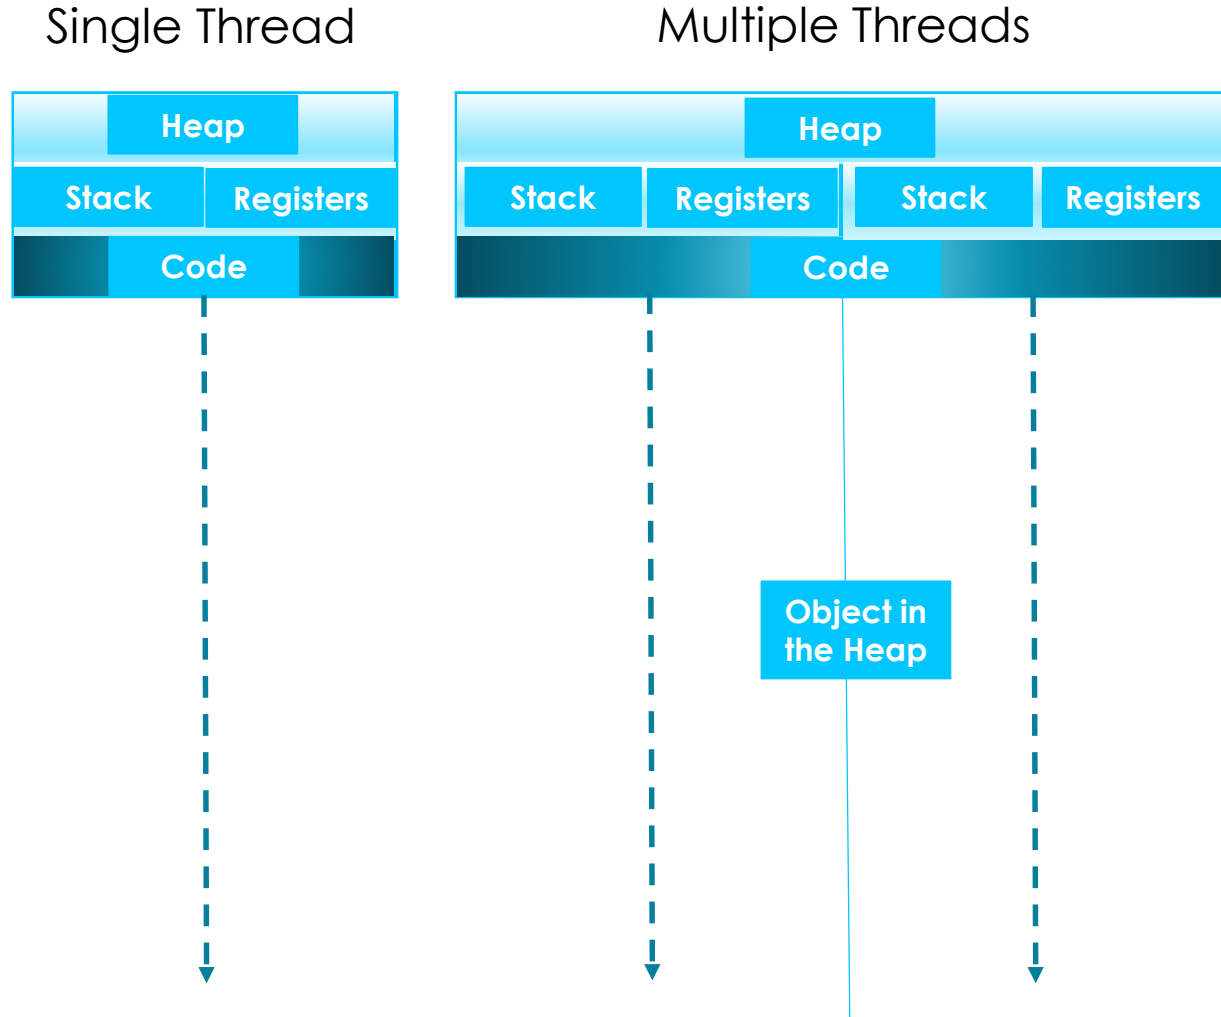 Single Thread
Multiple Threads
Heap
Stack
Registers
Code
Heap
Stack
Registers
Stack
Registers
Code
Object in
the Heap